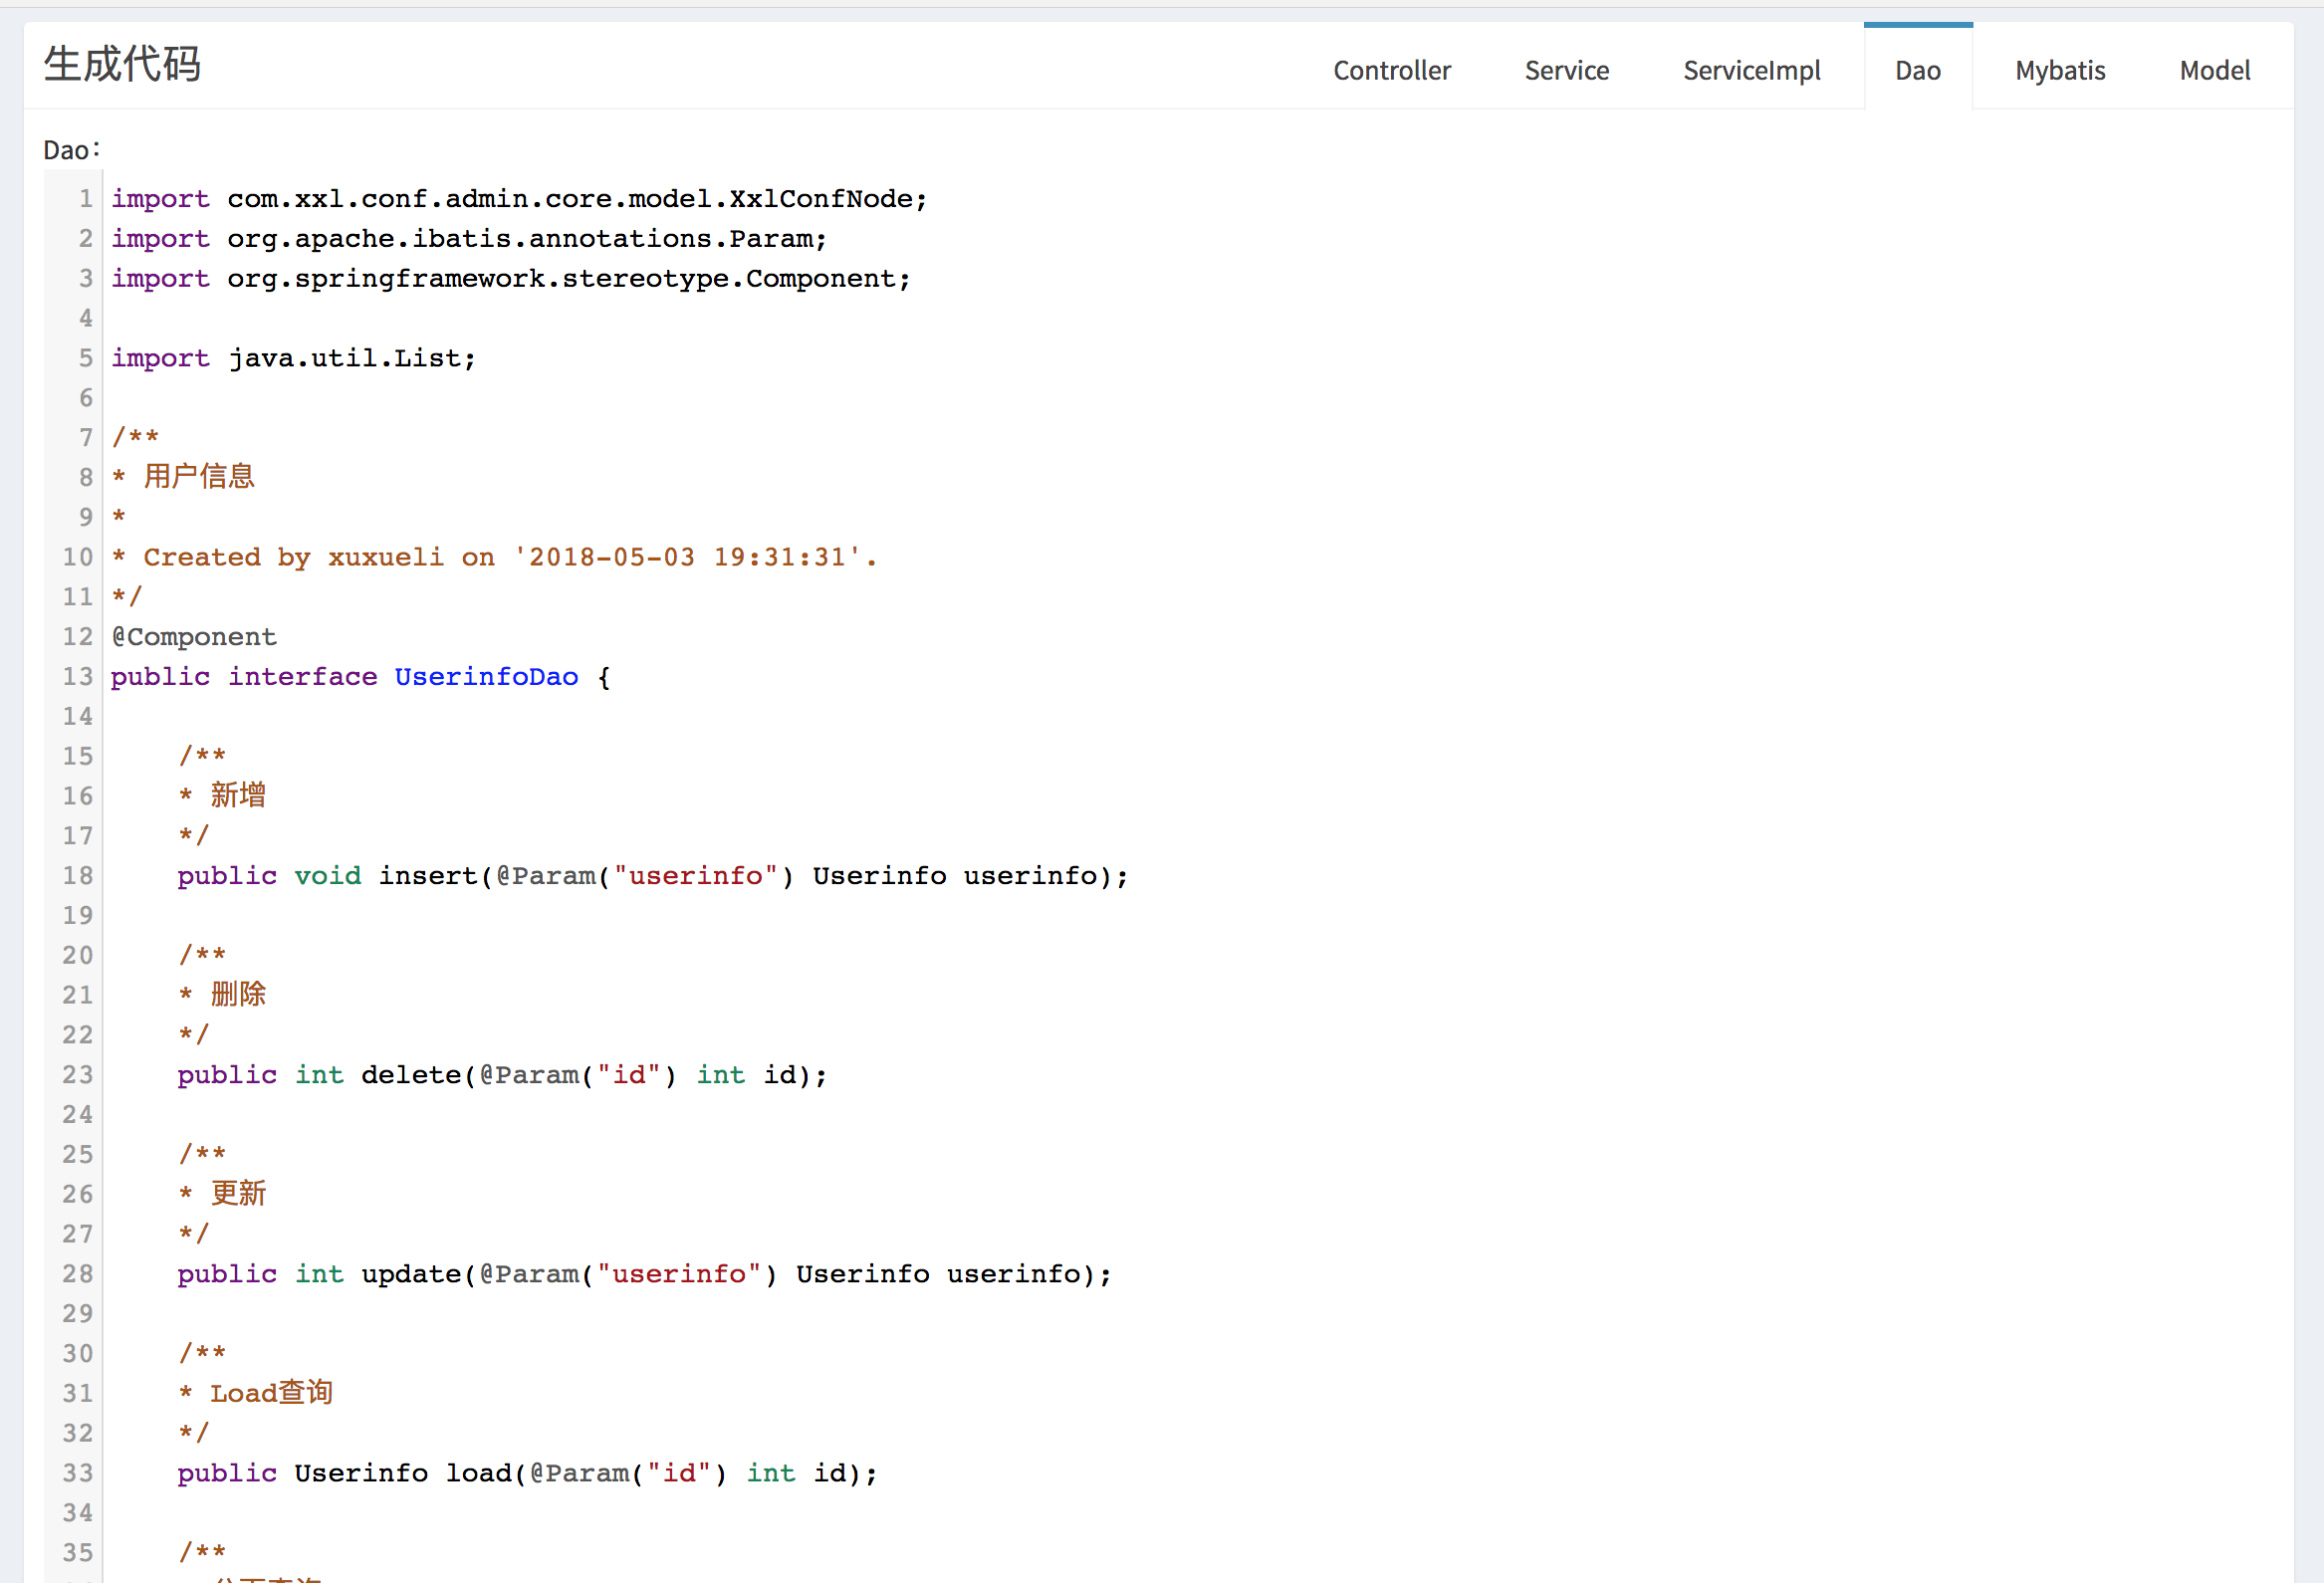 生成代码
Controller Service ServiceImpl Dao Mybatis Model
Dao:
1 import com.xxl.conf.admin.core.model.XxlConfNode;
2 import org.apache.ibatis.annotations.Param;
3 import org.springframework.stereotype.Component;
4
5 import java.util.List;
6
7 /**
8 * 用户信息
9 *
10 * Created by xuxueli on '2018-05-03 19:31:31'.
11 */
12 @Component
13 public interface UserinfoDao {
14
15 /**
16 * 新增
17 */
18 public void insert(@Param("userinfo") Userinfo userinfo);
19
20 /**
21 * 删除
22 */
23 public int delete(@Param("id") int id);
24
25 /**
26 * 更新
27 */
28 public int update(@Param("userinfo") Userinfo userinfo);
29
30 /**
31 * Load查询
32 */
33 public Userinfo load(@Param("id") int id);
34
35 /**